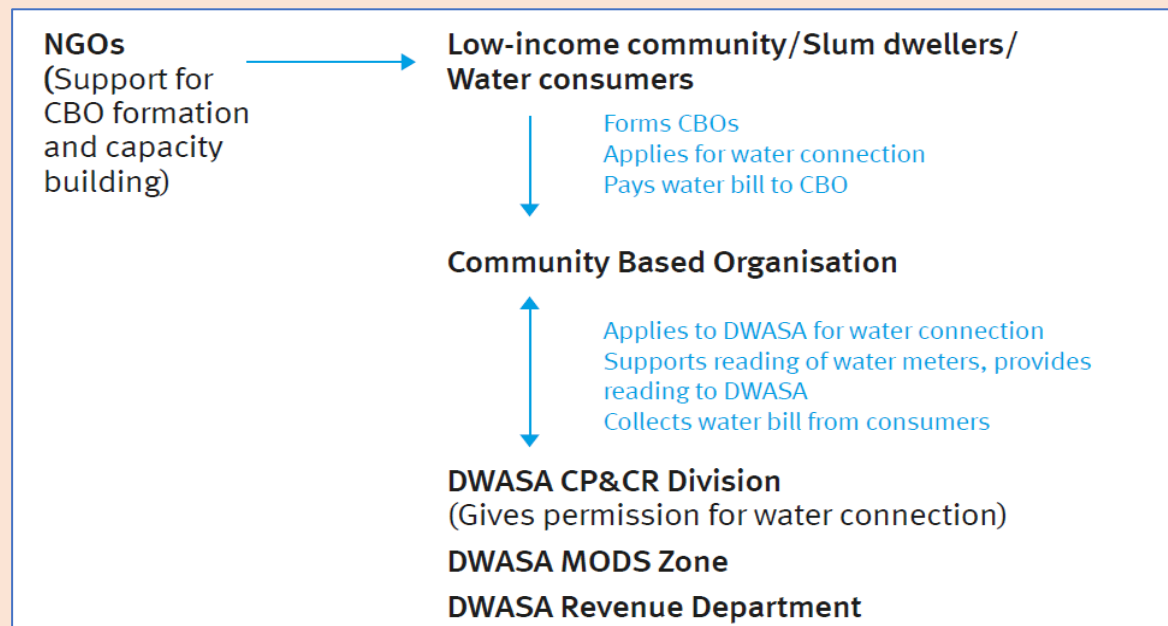 NGOs
(Support for
CBO formation
and capacity
building)
Low-income community/Slum dwellers/
Water consumers
Forms CBOs
Applies for water connection
Pays water bill to CBO
Community Based Organisation
Applies to DWASA for water connection
Supports reading of water meters, provides
reading to DWASA
Collects water bill from consumers
DWASA CP&CR Division
(Gives permission for water connection)
DWASA MODS Zone
DWASA Revenue Department